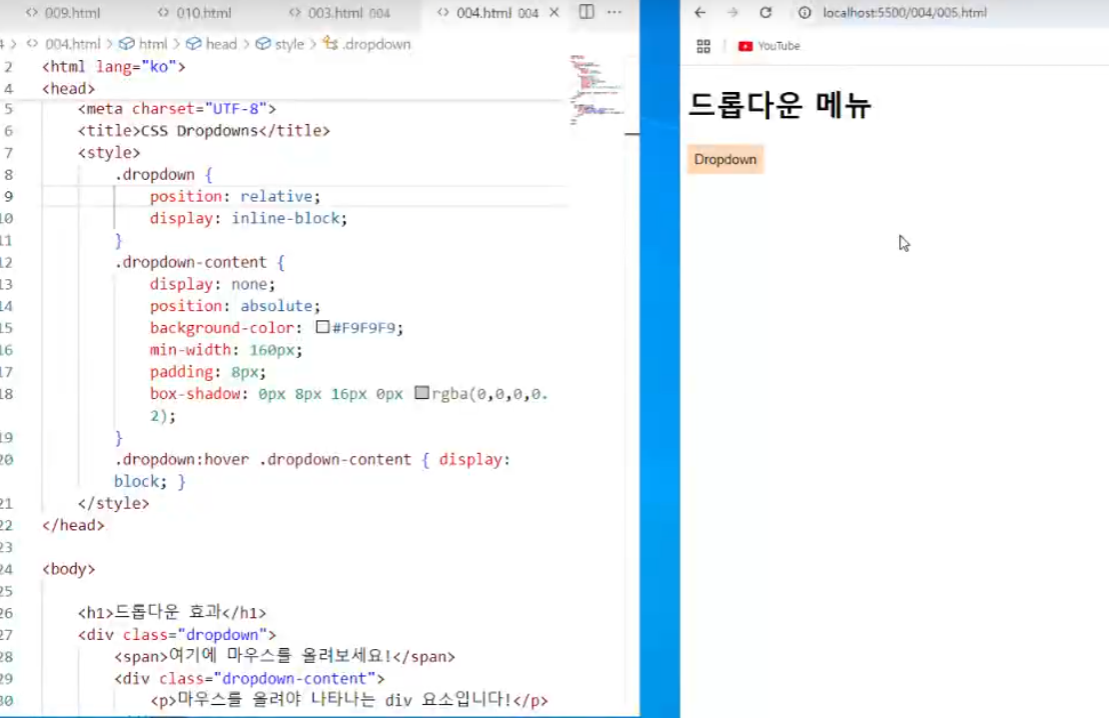 009.html
010.html
003.html 004
004.html 004
004.html > html > head > style > .dropdown
2 <html lang="ko">
4 <head>
5 <meta charset="UTF-8">
6 <title>CSS Dropdowns</title>
7 <style>
8 .dropdown {
9 position: relative;
10 display: inline-block;
11 }
12 .dropdown-content {
13 display: none;
14 position: absolute;
15 background-color: #F9F9F9;
16 min-width: 160px;
17 padding: 8px;
18 box-shadow: 0px 8px 16px 0px rgba(0,0,0,0.
2);
19 }
20 .dropdown:hover .dropdown-content { display:
block; }
21 </style>
22 </head>
23
24 <body>
25
26 <h1>드롭다운 효과</h1>
27 <div class="dropdown">
28 <span>여기에 마우스를 올려보세요!</span>
29 <div class="dropdown-content">
30 <p>마우스를 올려야 나타나는 div 요소입니다!</p>
localhost:5500/004/005.html
YouTube
드롭다운 메뉴
Dropdown